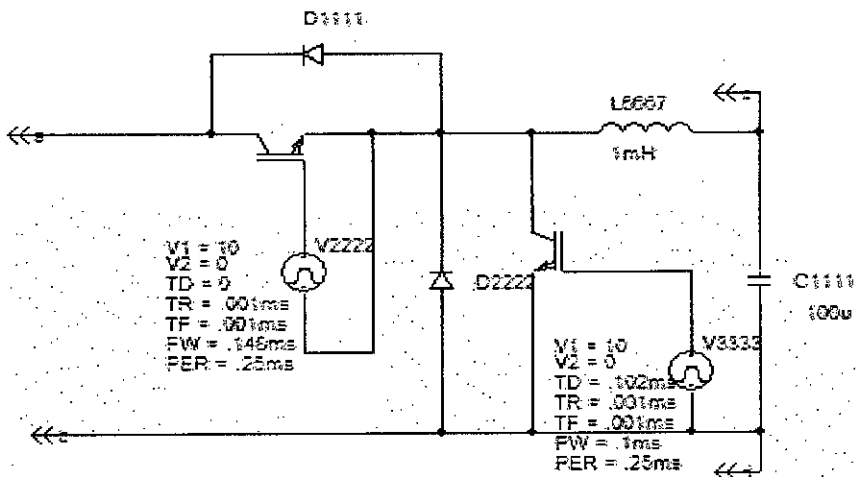 D1111
L6667
1mH
V1 = 10
V2 = 0
TD = 0
TR = .001ms
TF = .001ms
PW = .148ms
PER = .25ms
V2222
D2222
C1111
100u
V1 = 10
V2 = 0
TD = .102ms
TR = .001ms
TF = .001ms
PW = .1ms
PER = .25ms
V3333